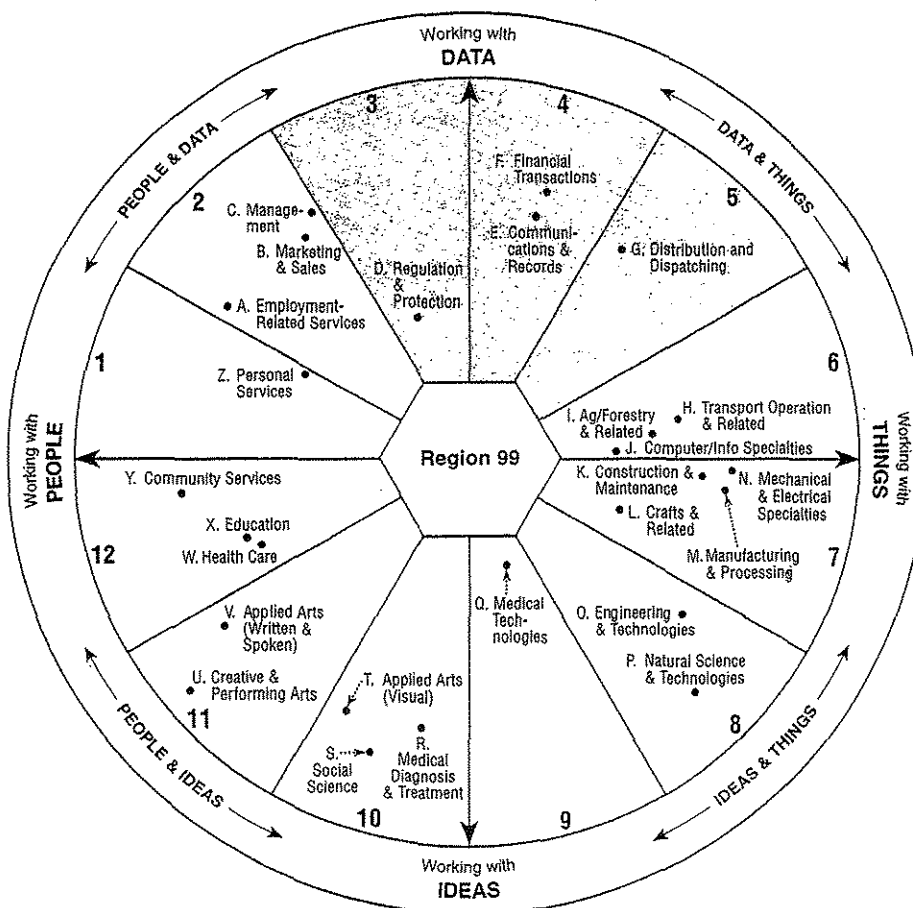 Working with
DATA
PEOPLE & DATA
DATA & THINGS
3
4
2
5
F. Financial
Transactions
C. Manage-
ment
B. Marketing
& Sales
E. Communi-
cations &
Records
G. Distribution and
Dispatching
D. Regulation
& Protection
A. Employment-
Related Services
1
6
Z. Personal
Services
I. Ag/Forestry
& Related
H. Transport Operation
& Related
J. Computer/Info Specialties
Working with
PEOPLE
Region 99
Working with
THINGS
Y. Community Services
K. Construction &
Maintenance
N. Mechanical
& Electrical
Specialties
L. Crafts &
Related
X. Education
W. Health Care
12
7
M. Manufacturing
& Processing
V. Applied Arts
(Written &
Spoken)
Q. Medical
Tech-
nologies
O. Engineering
& Technologies
P. Natural Science
& Technologies
U. Creative &
Performing Arts
T. Applied Arts
(Visual)
11
8
S.
Social
Science
R.
Medical
Diagnosis
& Treatment
10
9
PEOPLE & IDEAS
IDEAS & THINGS
Working with
IDEAS